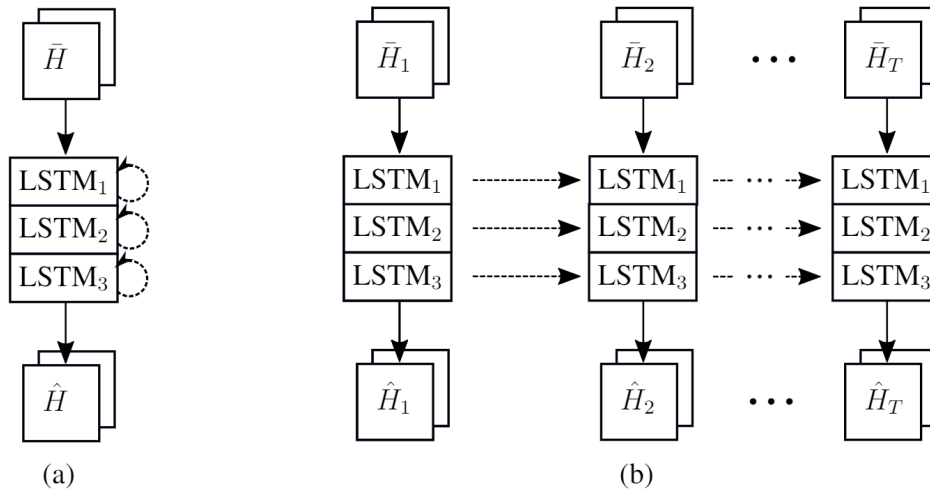 H̄ H̄₁ H̄₂ ••• H̄_T
LSTM₁ LSTM₁ LSTM₁ ··· LSTM₁
LSTM₂ LSTM₂ LSTM₂ ··· LSTM₂
LSTM₃ LSTM₃ LSTM₃ ··· LSTM₃
Ĥ Ĥ₁ Ĥ₂ ••• Ĥ_T
(a) (b)